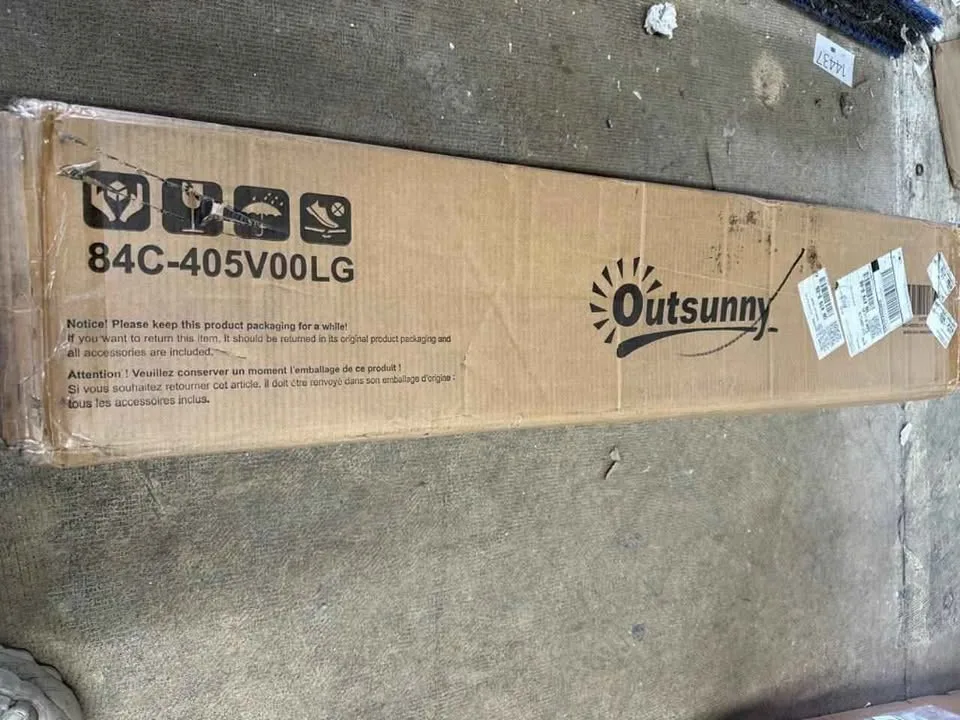 14437
84C-405V00LG
Outsunny
Notice! Please keep this product packaging for a while!
If you want to return this item, It should be returned in its original product packaging and
all accessories are included.
Attention ! Veuillez conserver un moment l'emballage de ce produit !
Si vous souhaitez retourner cet article, il doit être renvoyé dans son emballage d'origine ;
tous les accessoires inclus.